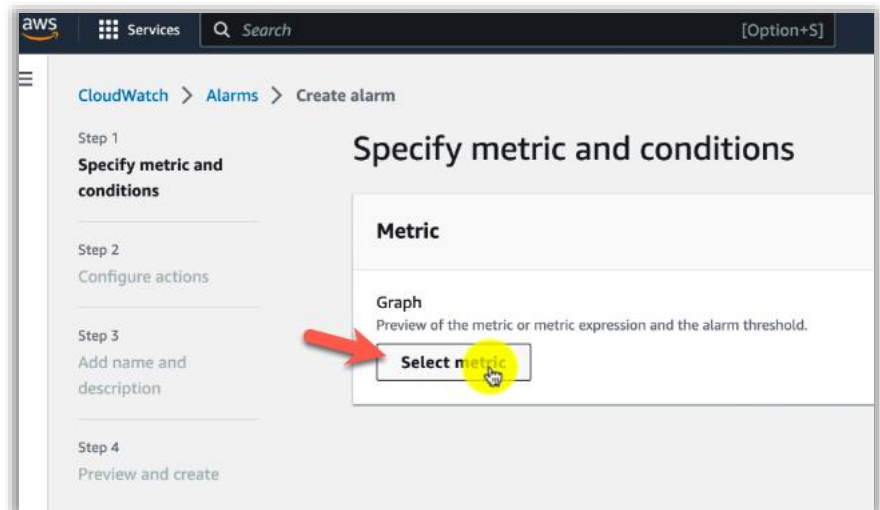 aws
Services
Search
[Option+S]
CloudWatch > Alarms > Create alarm
Step 1
Specify metric and
conditions
Step 2
Configure actions
Step 3
Add name and
description
Step 4
Preview and create
Specify metric and conditions
Metric
Graph
Preview of the metric or metric expression and the alarm threshold.
Select metric